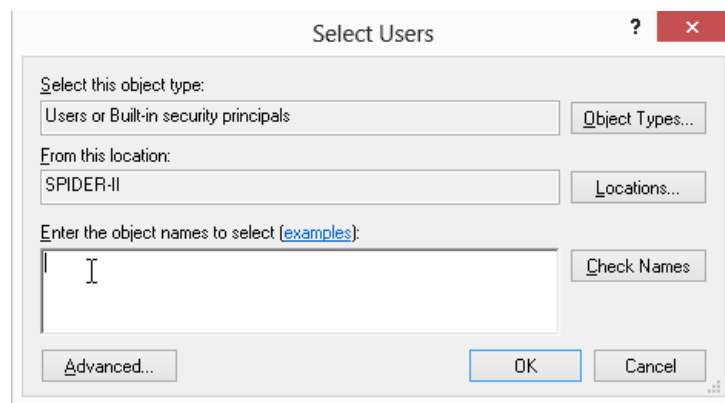 Select Users
?
Select this object type:
Users or Built-in security principals
Object Types...
From this location:
SPIDER-II
Locations...
Enter the object names to select (examples):
Check Names
Advanced...
OK
Cancel